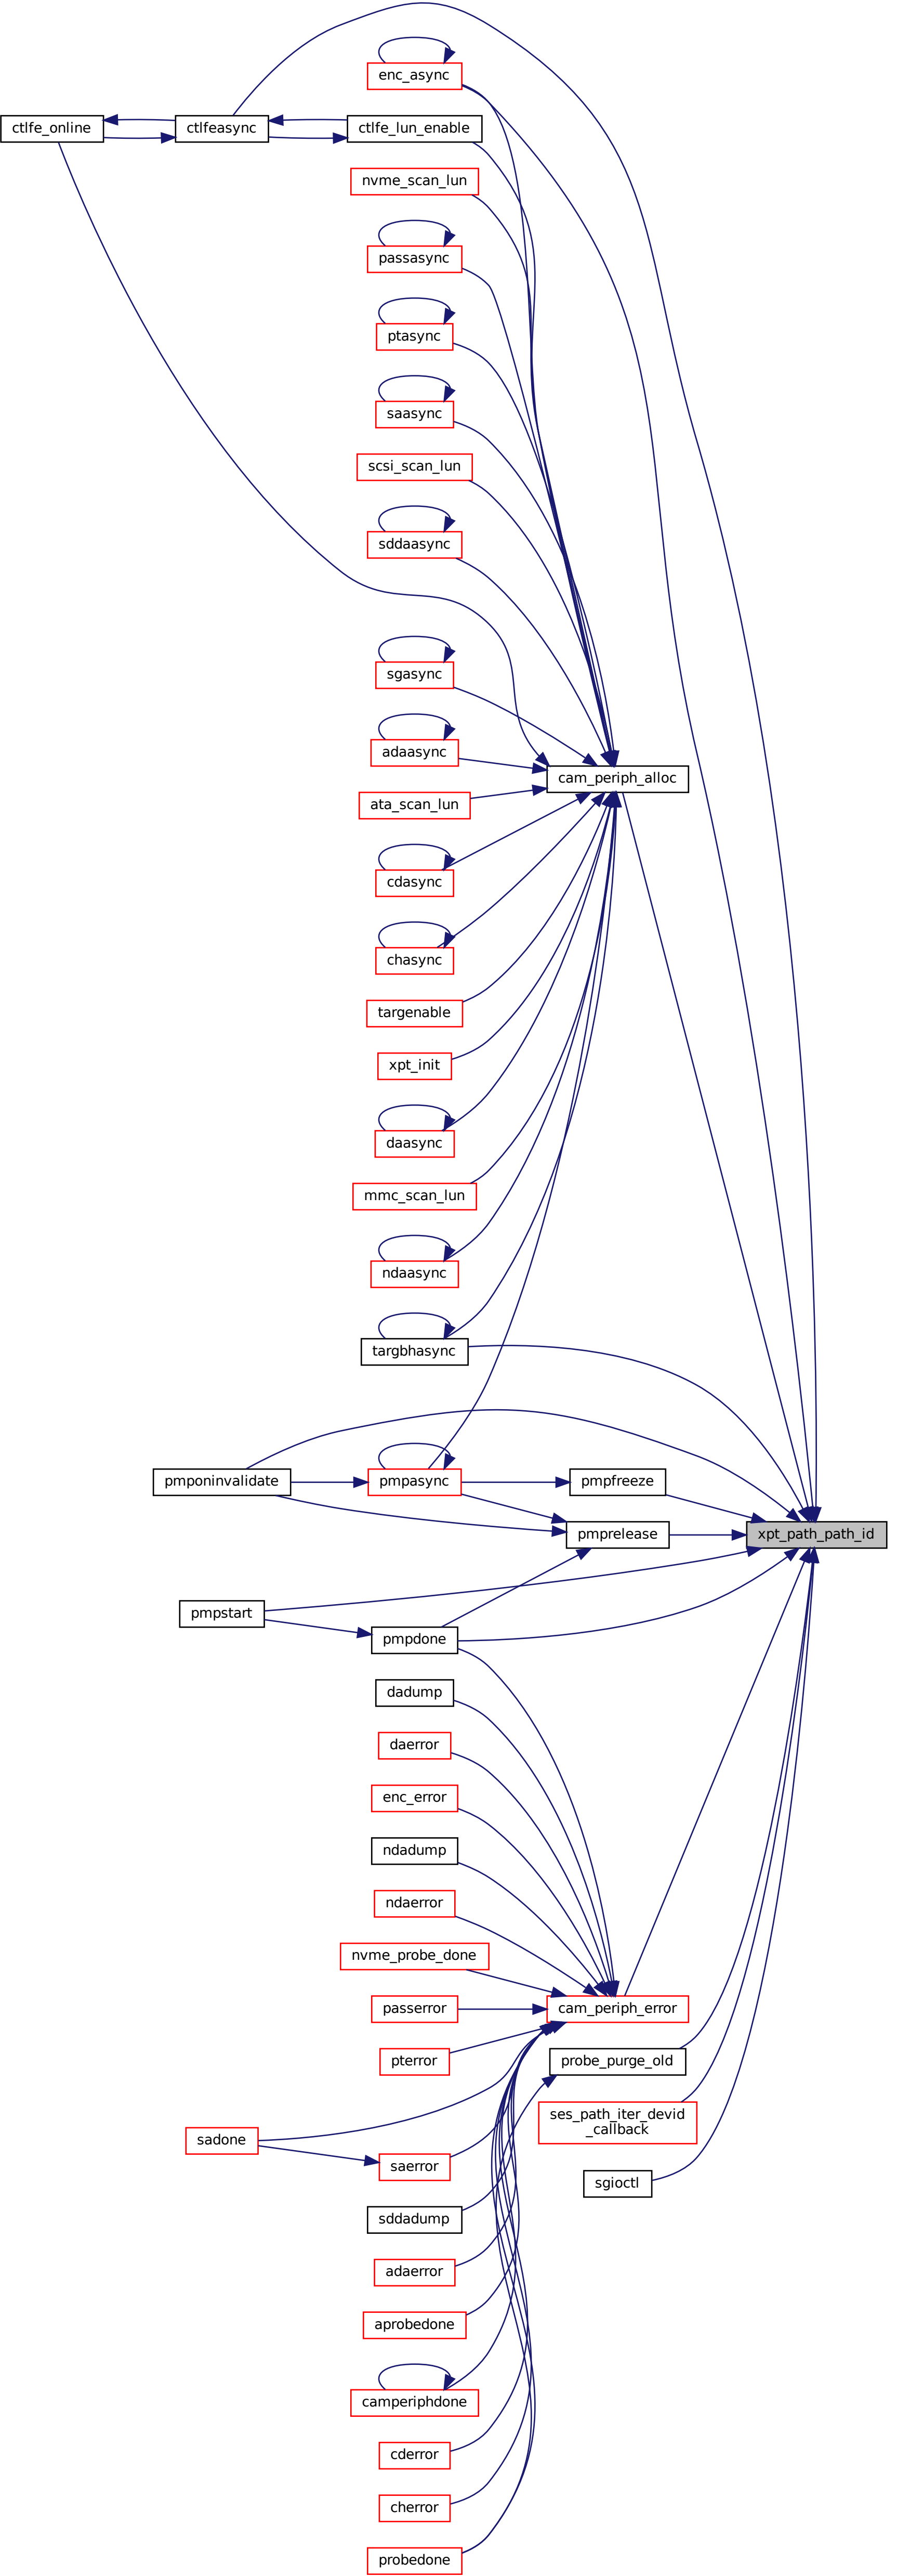 enc_async
ctlfe_online
ctlfeasync
ctlfe_lun_enable
nvme_scan_lun
passasync
ptasync
saasync
scsi_scan_lun
sddaasync
sgasync
adaasync
cam_periph_alloc
ata_scan_lun
cdasync
chasync
targenable
xpt_init
daasync
mmc_scan_lun
ndaasync
targbhasync
pmponinvalidate
pmpasync
pmpfreeze
pmprelease
xpt_path_path_id
pmpstart
pmpdone
dadump
daerror
enc_error
ndadump
ndaerror
nvme_probe_done
passerror
cam_periph_error
pterror
probe_purge_old
ses_path_iter_devid
_callback
sadone
saerror
sgioctl
sddadump
adaerror
aprobedone
camperiphdone
cderror
cherror
probedone